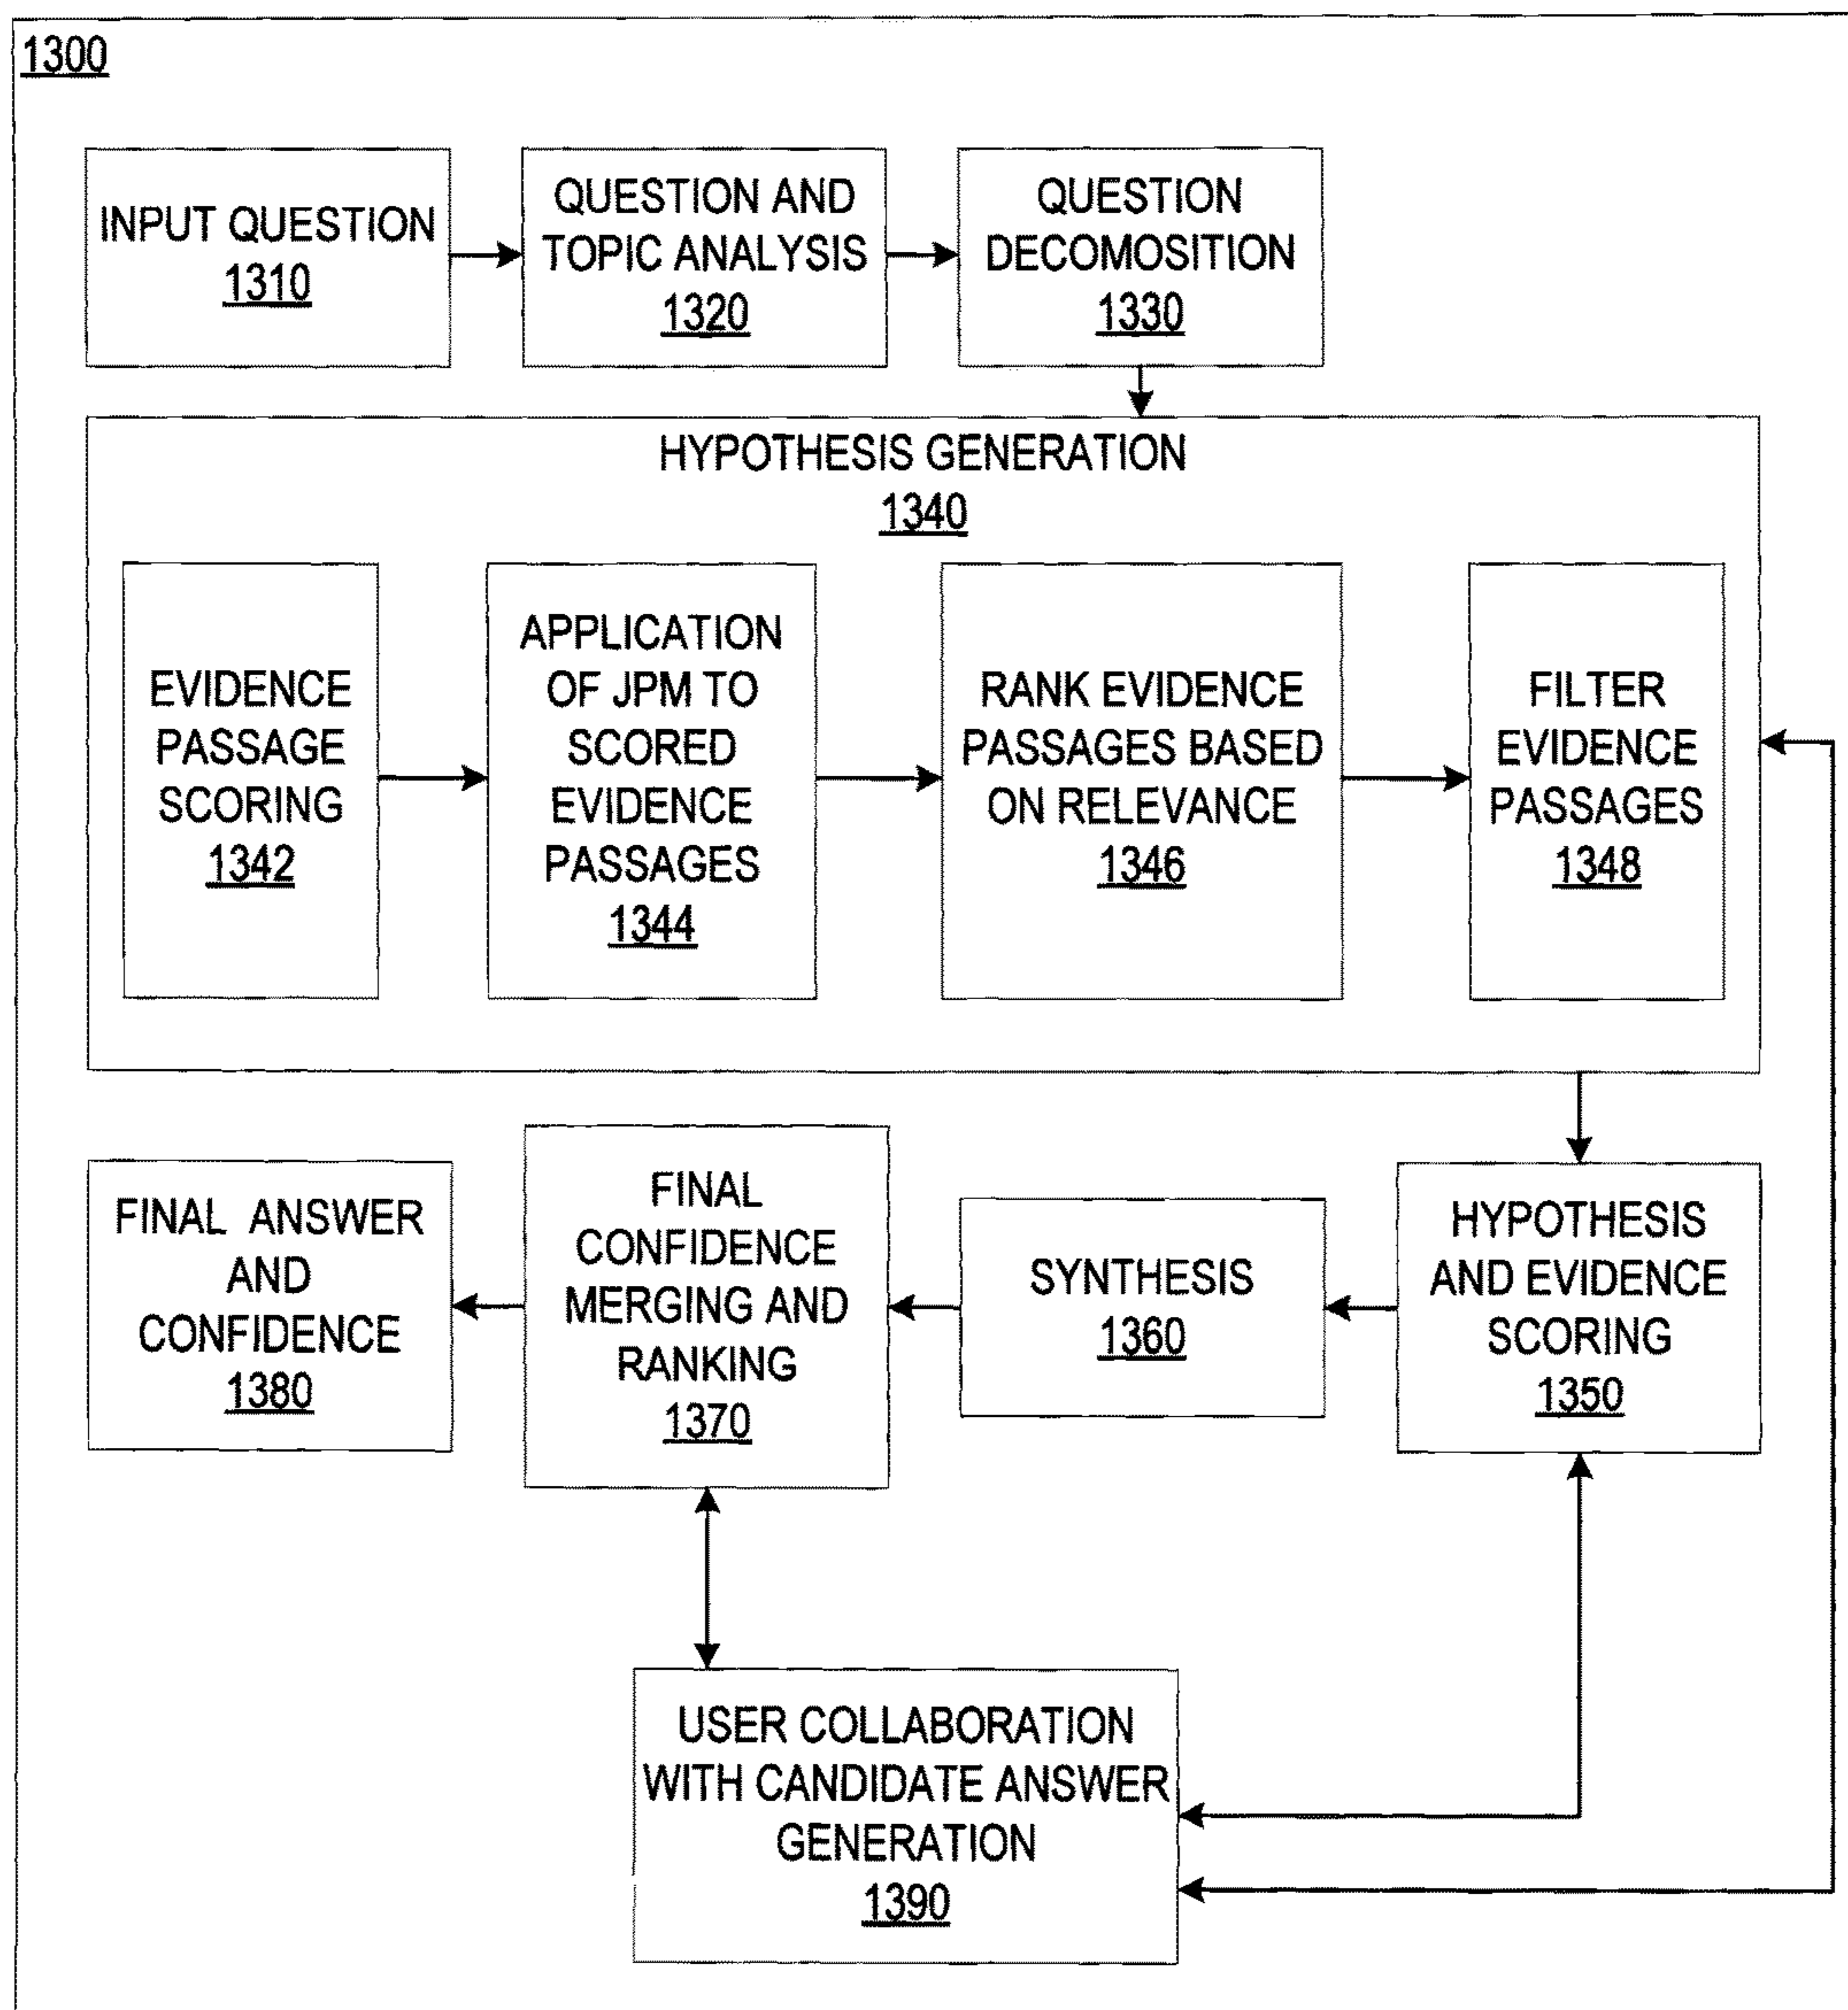 1300
INPUT QUESTION
1310
QUESTION AND
TOPIC ANALYSIS
1320
QUESTION
DECOMOSITION
1330
HYPOTHESIS GENERATION
1340
EVIDENCE
PASSAGE
SCORING
1342
APPLICATION
OF JPM TO
SCORED
EVIDENCE
PASSAGES
1344
RANK EVIDENCE
PASSAGES BASED
ON RELEVANCE
1346
FILTER
EVIDENCE
PASSAGES
1348
FINAL ANSWER
AND
CONFIDENCE
1380
FINAL
CONFIDENCE
MERGING AND
RANKING
1370
SYNTHESIS
1360
HYPOTHESIS
AND EVIDENCE
SCORING
1350
USER COLLABORATION
WITH CANDIDATE ANSWER
GENERATION
1390